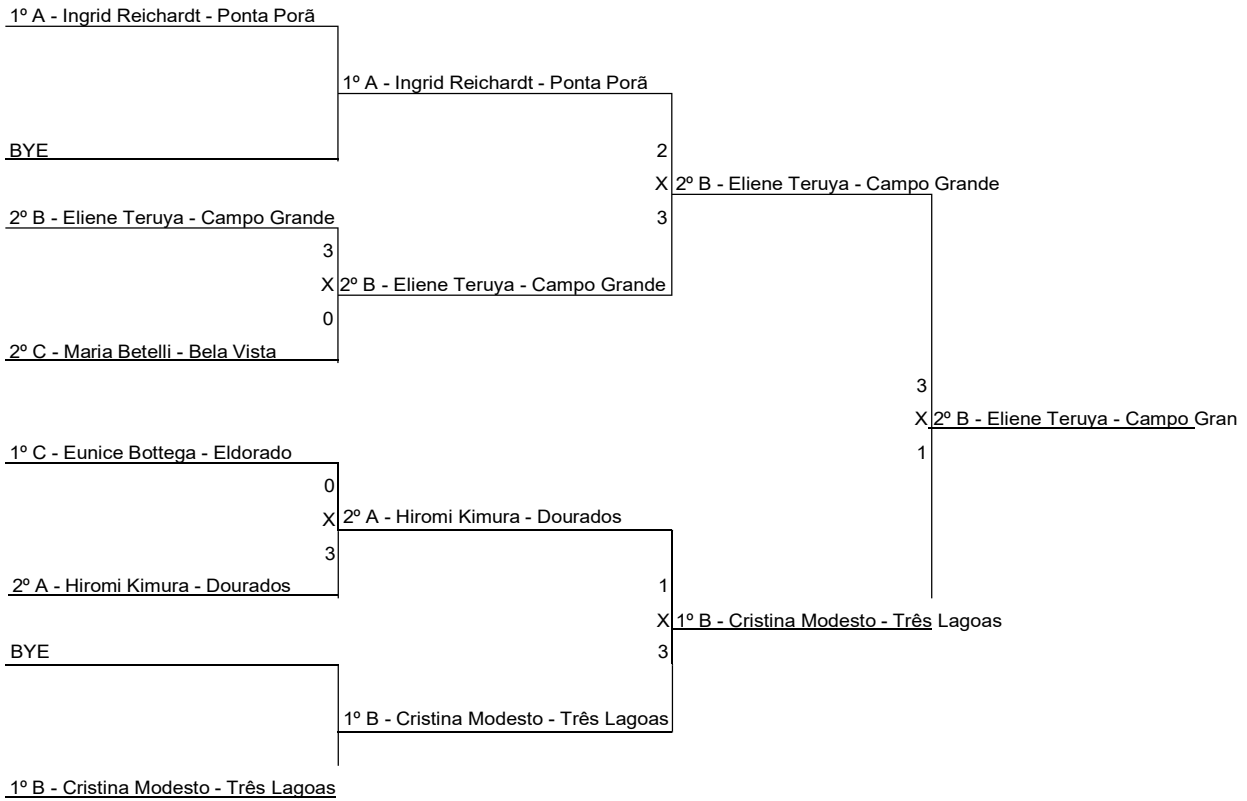 1º A - Ingrid Reichardt - Ponta Porã
1º A - Ingrid Reichardt - Ponta Porã
BYE
2
X 2º B - Eliene Teruya - Campo Grande
2º B - Eliene Teruya - Campo Grande
3
3
X 2º B - Eliene Teruya - Campo Grande
0
2º C - Maria Betelli - Bela Vista
3
X 2º B - Eliene Teruya - Campo Gran
1º C - Eunice Bottega - Eldorado
1
0
X 2º A - Hiromi Kimura - Dourados
3
2º A - Hiromi Kimura - Dourados
1
X 1º B - Cristina Modesto - Três Lagoas
BYE
3
1º B - Cristina Modesto - Três Lagoas
1º B - Cristina Modesto - Três Lagoas